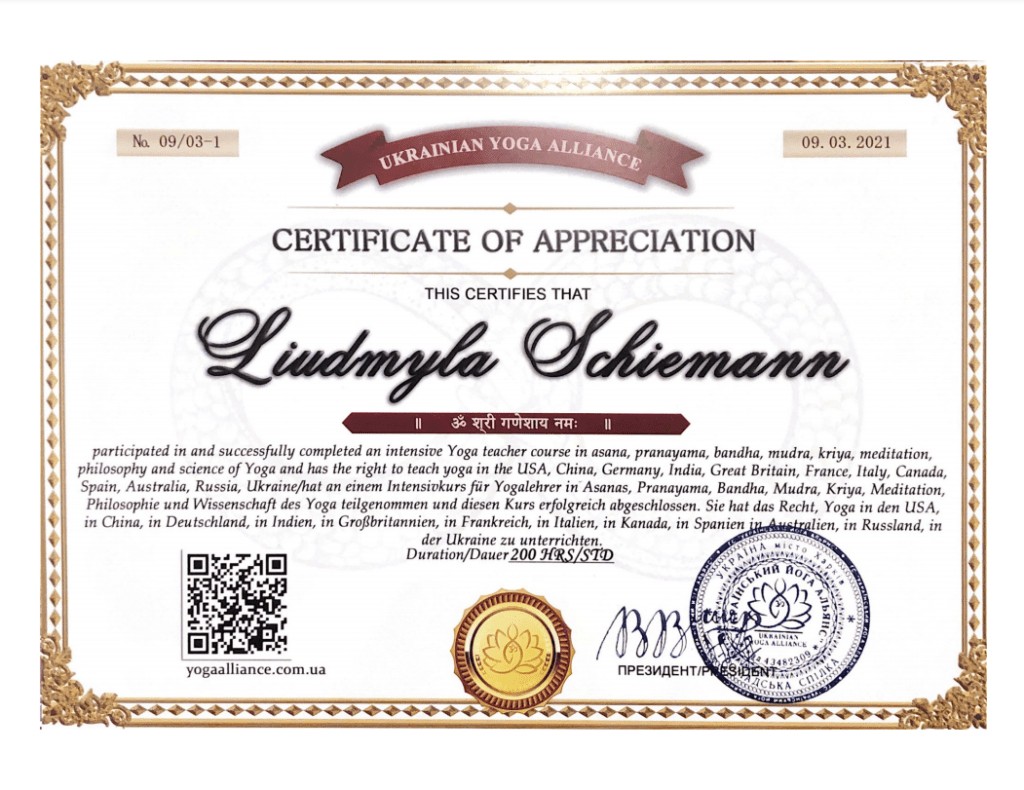 № 09/03-1
09.03.2021
UKRAINIAN YOGA ALLIANCE
CERTIFICATE OF APPRECIATION
THIS CERTIFIES THAT
Liudmyla Schiemann
॥ ॐ श्री गणेशाय नमः ॥
participated in and successfully completed an intensive Yoga teacher course in asana, pranayama, bandha, mudra, kriya, meditation,
philosophy and science of Yoga and has the right to teach yoga in the USA, China, Germany, India, Great Britain, France, Italy, Canada,
Spain, Australia, Russia, Ukraine/hat an einem Intensivkurs für Yogalehrer in Asanas, Pranayama, Bandha, Mudra, Kriya, Meditation,
Philosophie und Wissenschaft des Yoga teilgenommen und diesen Kurs erfolgreich abgeschlossen. Sie hat das Recht, Yoga in den USA,
in China, in Deutschland, in Indien, in Großbritannien, in Frankreich, in Italien, in Kanada, in Spanien in Australien, in Russland, in
der Ukraine zu unterrichten.
Duration/Dauer 200 HRS/STD
yogaalliance.com.ua
ПРЕЗИДЕНТ/PRESIDENT
УКРАЇНА місто Харків
ЙОГА АЛЬЯНС»
UKRAINIAN
YOGA ALLIANCE
43482309
СПІЛКА